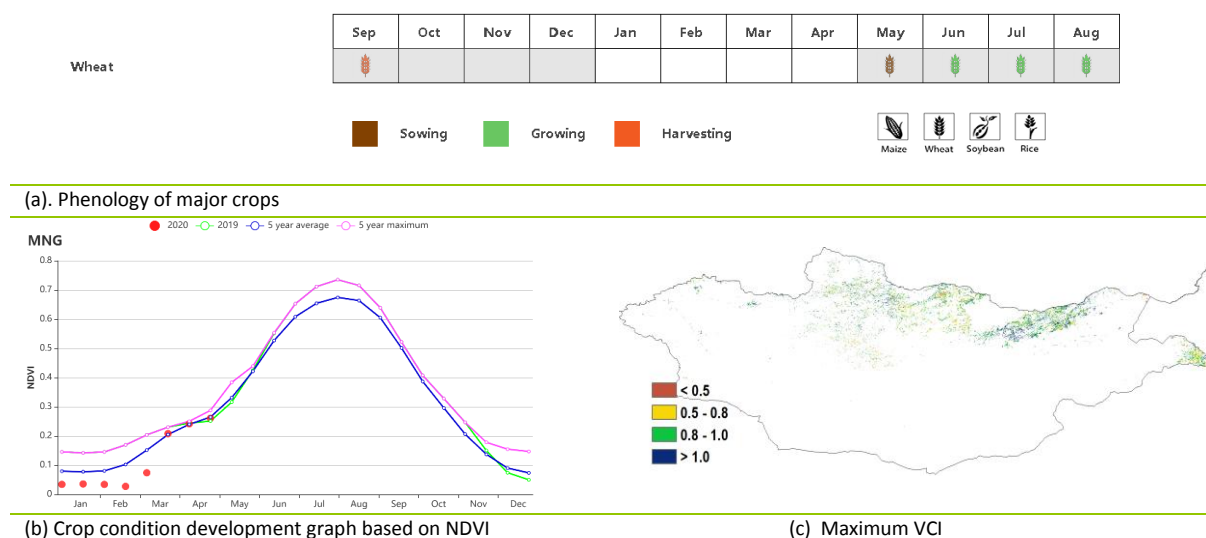 Sep Oct Nov Dec Jan Feb Mar Apr May Jun Jul Aug
Wheat
Sowing Growing Harvesting
Maize Wheat Soybean Rice
(a). Phenology of major crops
2020 2019 5 year average 5 year maximum
MNG
0.8
0.7
0.6
0.5
0.4
0.3
0.2
0.1
0
NDVI
Jan Feb Mar Apr May Jun Jul Aug Sep Oct Nov Dec
< 0.5
0.5 - 0.8
0.8 - 1.0
> 1.0
(b) Crop condition development graph based on NDVI (c) Maximum VCI